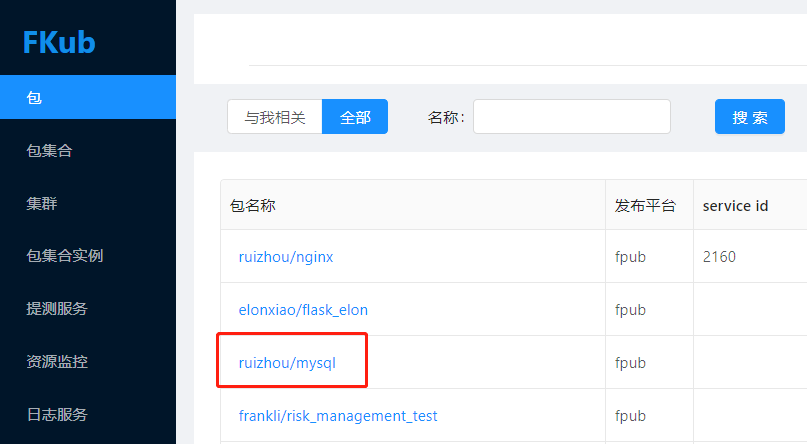 FKub
包
包集合
集群
包集合实例
提测服务
资源监控
日志服务
与我相关 全部 名称: 搜 索
包名称 发布平台 service id
ruizhou/nginx fpub 2160
elonxiao/flask_elon fpub
ruizhou/mysql fpub
frankli/risk_management_test fpub